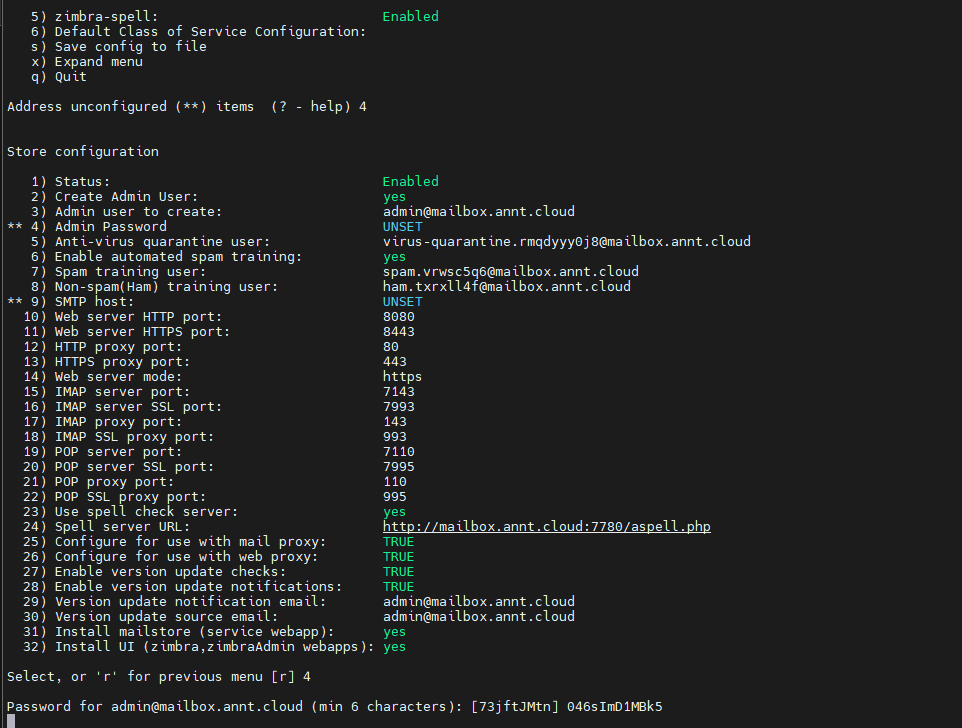 5) zimbra-spell: Enabled
6) Default Class of Service Configuration:
s) Save config to file
x) Expand menu
q) Quit
Address unconfigured (**) items  (? - help) 4
Store configuration
1) Status: Enabled
2) Create Admin User: yes
3) Admin user to create: admin@mailbox.annt.cloud
** 4) Admin Password UNSET
5) Anti-virus quarantine user: virus-quarantine.rmqdyyy0j8@mailbox.annt.cloud
6) Enable automated spam training: yes
7) Spam training user: spam.vrwsc5q6@mailbox.annt.cloud
8) Non-spam(Ham) training user: ham.txrxll4f@mailbox.annt.cloud
** 9) SMTP host: UNSET
10) Web server HTTP port: 8080
11) Web server HTTPS port: 8443
12) HTTP proxy port: 80
13) HTTPS proxy port: 443
14) Web server mode: https
15) IMAP server port: 7143
16) IMAP server SSL port: 7993
17) IMAP proxy port: 143
18) IMAP SSL proxy port: 993
19) POP server port: 7110
20) POP server SSL port: 7995
21) POP proxy port: 110
22) POP SSL proxy port: 995
23) Use spell check server: yes
24) Spell server URL: http://mailbox.annt.cloud:7780/aspell.php
25) Configure for use with mail proxy: TRUE
26) Configure for use with web proxy: TRUE
27) Enable version update checks: TRUE
28) Enable version update notifications: TRUE
29) Version update notification email: admin@mailbox.annt.cloud
30) Version update source email: admin@mailbox.annt.cloud
31) Install mailstore (service webapp): yes
32) Install UI (zimbra,zimbraAdmin webapps): yes
Select, or 'r' for previous menu [r] 4
Password for admin@mailbox.annt.cloud (min 6 characters): [73jftJMtn] 046sImD1MBk5